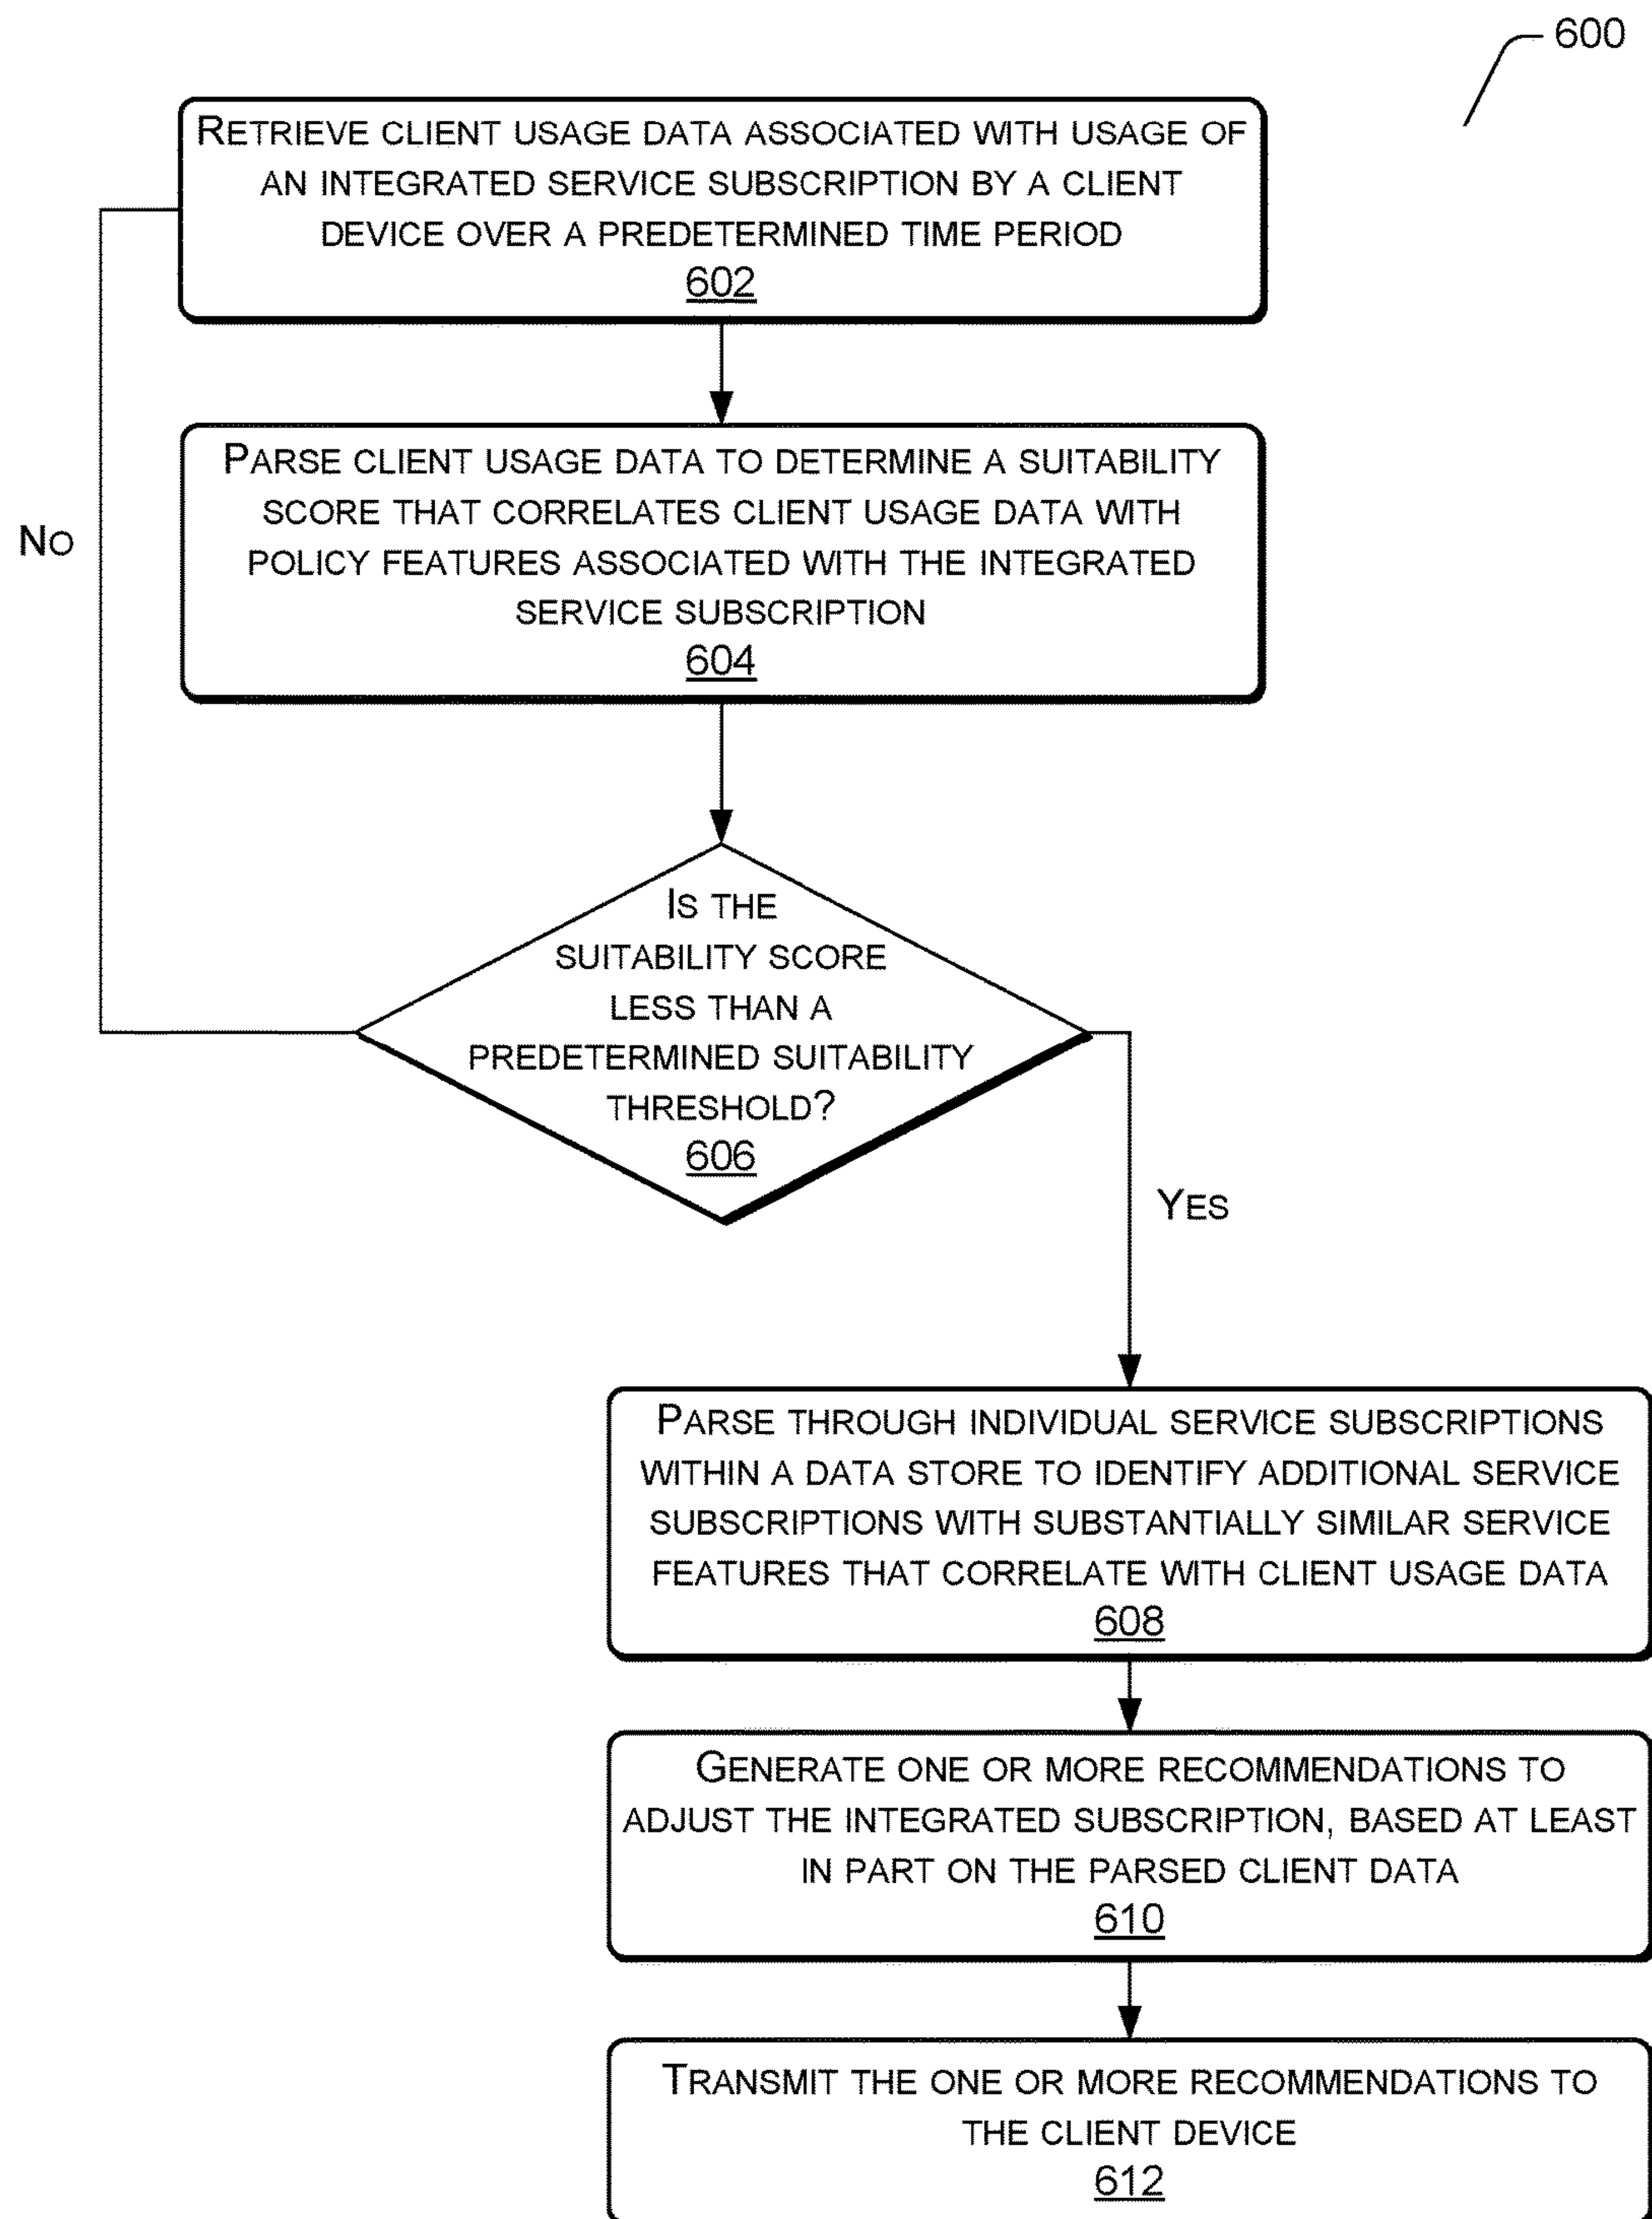 600
Retrieve client usage data associated with usage of
an integrated service subscription by a client
device over a predetermined time period
602
Parse client usage data to determine a suitability
score that correlates client usage data with
policy features associated with the integrated
service subscription
604
No
Is the
suitability score
less than a
predetermined suitability
threshold?
606
Yes
Parse through individual service subscriptions
within a data store to identify additional service
subscriptions with substantially similar service
features that correlate with client usage data
608
Generate one or more recommendations to
adjust the integrated subscription, based at least
in part on the parsed client data
610
Transmit the one or more recommendations to
the client device
612